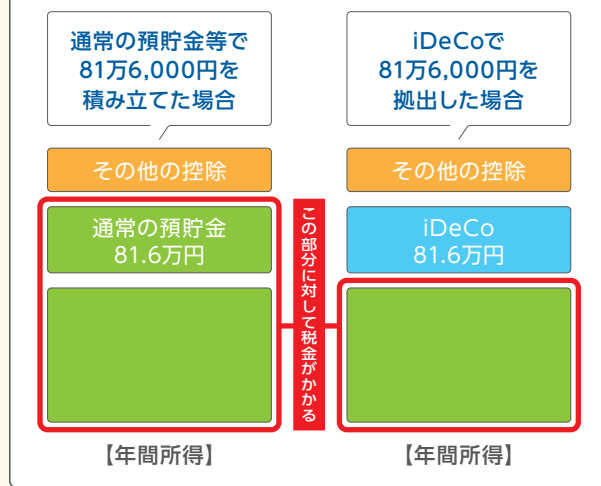 通常の預貯金等で
81万6,000円を
積み立てた場合
iDeCoで
81万6,000円を
拠出した場合
その他の控除
その他の控除
通常の預貯金
81.6万円
この部分に対して税金がかかる
iDeCo
81.6万円
【年間所得】
【年間所得】